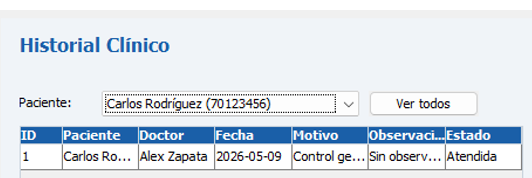 Historial Clínico
Paciente: Carlos Rodríguez (70123456) Ver todos
ID Paciente Doctor Fecha Motivo Observaci... Estado
1 Carlos Ro... Alex Zapata 2026-05-09 Control ge... Sin observ... Atendida